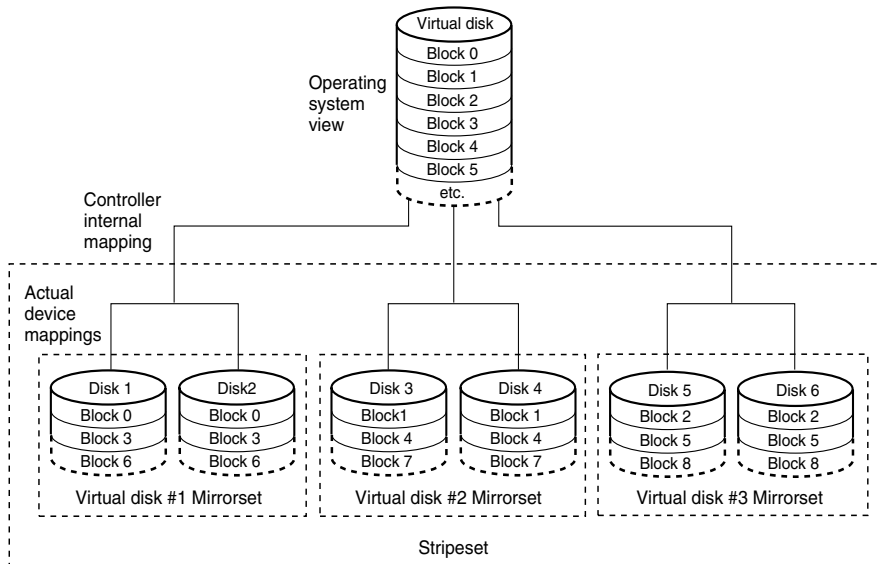 Virtual disk
Block 0
Block 1
Block 2
Block 3
Block 4
Block 5
etc.
Operating
system
view
Controller
internal
mapping
Actual
device
mappings
Disk 1
Block 0
Block 3
Block 6
Disk2
Block 0
Block 3
Block 6
Virtual disk #1 Mirrorset
Disk 3
Block1
Block 4
Block 7
Disk 4
Block 1
Block 4
Block 7
Virtual disk #2 Mirrorset
Disk 5
Block 2
Block 5
Block 8
Disk 6
Block 2
Block 5
Block 8
Virtual disk #3 Mirrorset
Stripeset